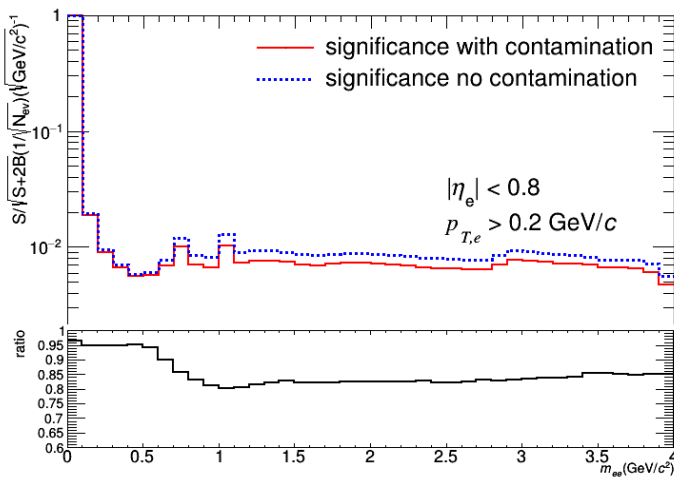 S/√S+2B(1/√N_ev)(√GeV/c²)⁻¹
1
10⁻¹
10⁻²
significance with contamination
significance no contamination
|η_e| < 0.8
p_T,e > 0.2 GeV/c
ratio
1
0.95
0.90
0.85
0.8
0.75
0.7
0.65
0.6
0 0.5 1 1.5 2 2.5 3 3.5 4
m_ee(GeV/c²)